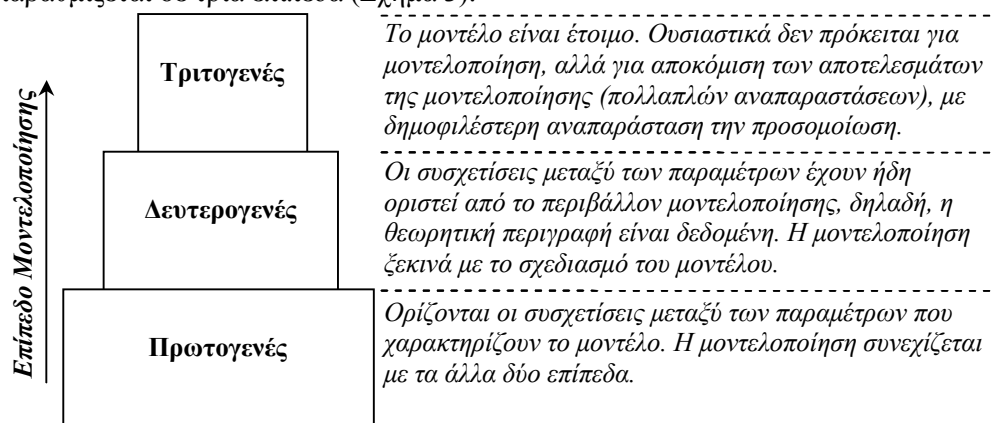 παραθμίζεται σε τρία επίπεδα (Σχήμα 3).
Τριτογενές
Το μοντέλο είναι έτοιμο. Ουσιαστικά δεν πρόκειται για
μοντελοποίηση, αλλά για αποκόμιση των αποτελεσμάτων
της μοντελοποίησης (πολλαπλών αναπαραστάσεων), με
δημοφιλέστερη αναπαράσταση την προσομοίωση.
Δευτερογενές
Οι συσχετίσεις μεταξύ των παραμέτρων έχουν ήδη
οριστεί από το περιβάλλον μοντελοποίησης, δηλαδή, η
θεωρητική περιγραφή είναι δεδομένη. Η μοντελοποίηση
ξεκινά με το σχεδιασμό του μοντέλου.
Πρωτογενές
Ορίζονται οι συσχετίσεις μεταξύ των παραμέτρων που
χαρακτηρίζουν το μοντέλο. Η μοντελοποίηση συνεχίζεται
με τα άλλα δύο επίπεδα.
Επίπεδο Μοντελοποίησης